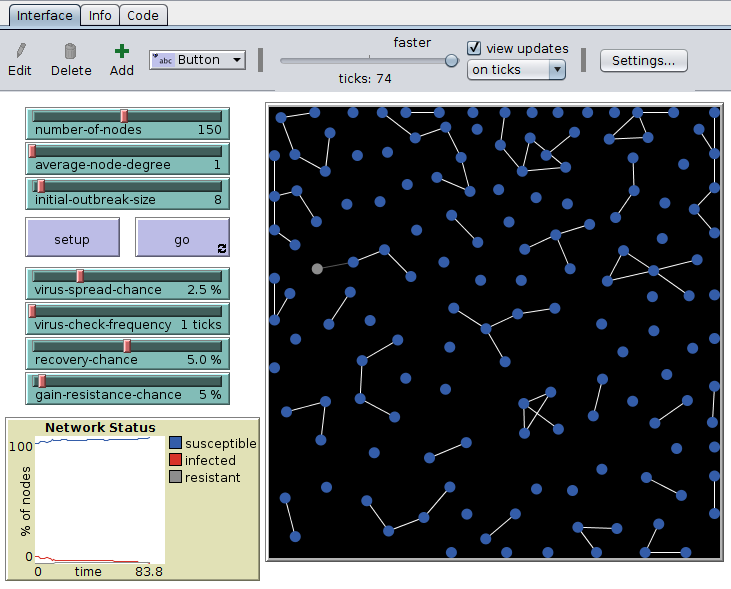 Interface Info Code
faster
Edit Delete Add abc Button view updates on ticks Settings...
ticks: 74
number-of-nodes 150
average-node-degree 1
initial-outbreak-size 8
setup go
virus-spread-chance 2.5 %
virus-check-frequency 1 ticks
recovery-chance 5.0 %
gain-resistance-chance 5 %
Network Status
100
% of nodes
0
0 time 83.8
susceptible
infected
resistant